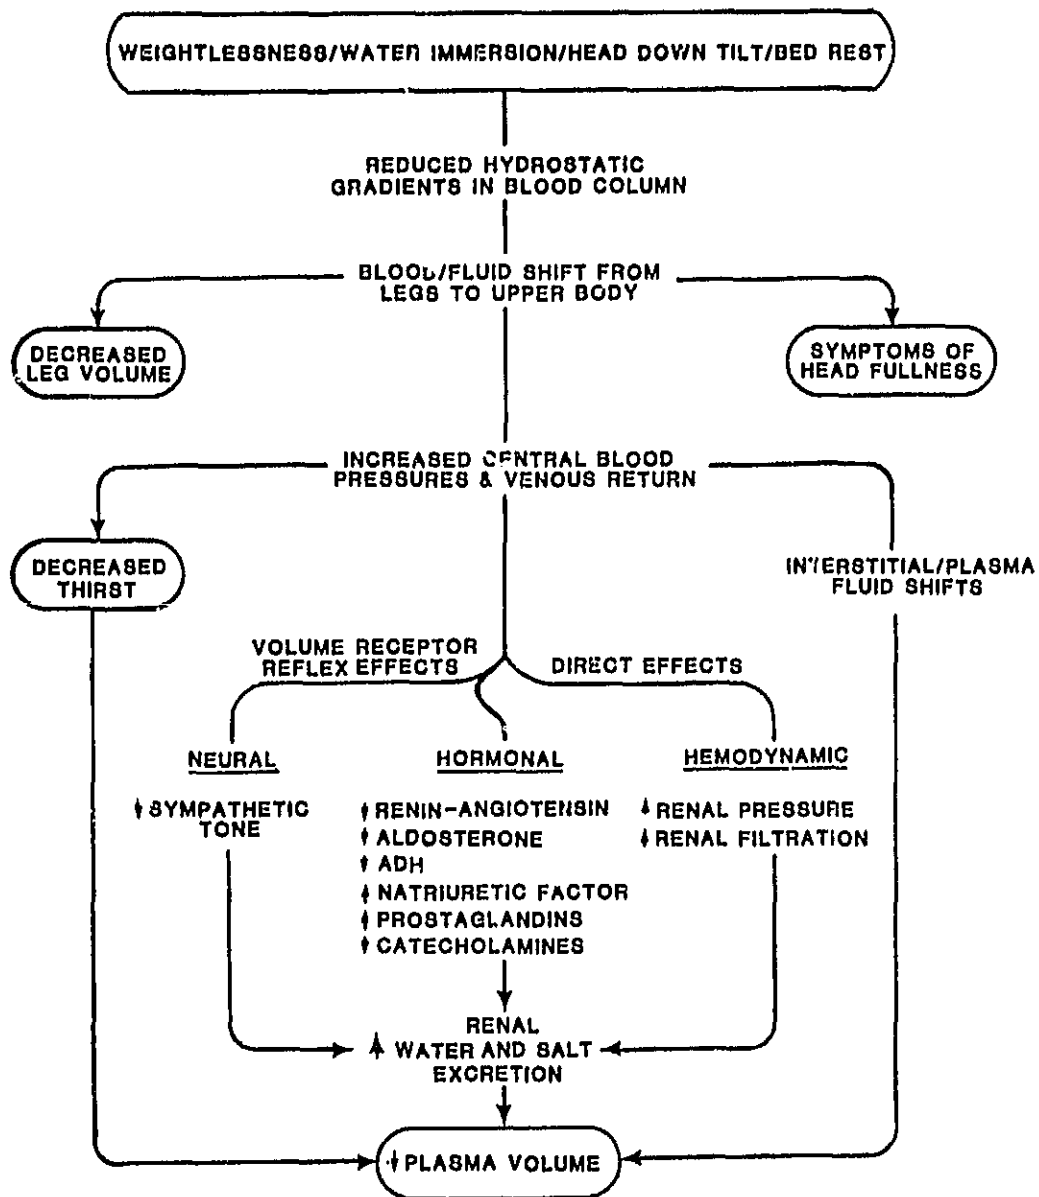 WEIGHTLESSNESS/WATER IMMERSION/HEAD DOWN TILT/BED REST
REDUCED HYDROSTATIC
GRADIENTS IN BLOOD COLUMN
BLOOD/FLUID SHIFT FROM
LEGS TO UPPER BODY
DECREASED
LEG VOLUME
SYMPTOMS OF
HEAD FULLNESS
INCREASED CENTRAL BLOOD
PRESSURES & VENOUS RETURN
DECREASED
THIRST
INTERSTITIAL/PLASMA
FLUID SHIFTS
VOLUME RECEPTOR
REFLEX EFFECTS
DIRECT EFFECTS
NEURAL
SYMPATHETIC
TONE
HORMONAL
RENIN-ANGIOTENSIN
ALDOSTERONE
ADH
NATRIURETIC FACTOR
PROSTAGLANDINS
CATECHOLAMINES
HEMODYNAMIC
RENAL PRESSURE
RENAL FILTRATION
RENAL
↑ WATER AND SALT
EXCRETION
↓ PLASMA VOLUME